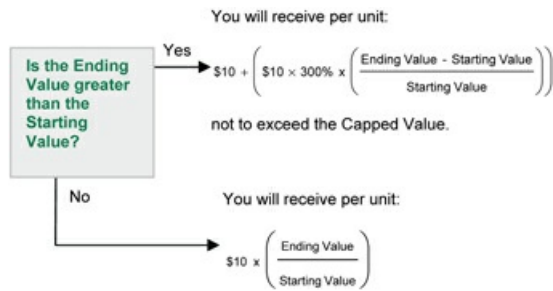 You will receive per unit:
Is the Ending
Value greater
than the
Starting
Value?
Yes
$10 + ( $10 × 300% x ( Ending Value - Starting Value
Starting Value ) )
not to exceed the Capped Value.
No
You will receive per unit:
$10 x ( Ending Value
Starting Value )